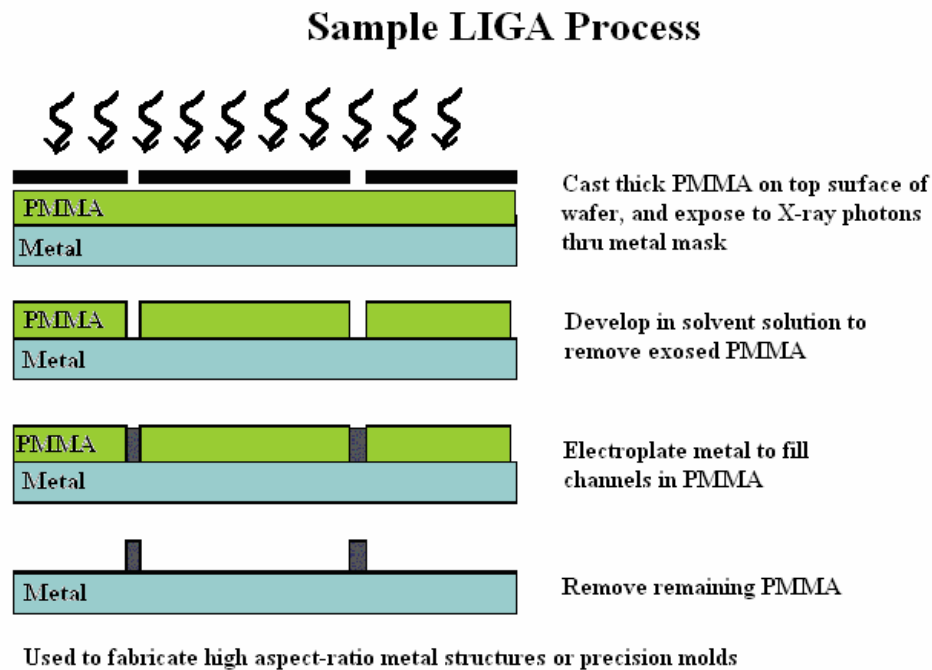 Sample LIGA Process
PMMA
Metal
Cast thick PMMA on top surface of
wafer, and expose to X-ray photons
thru metal mask
PMMA
Metal
Develop in solvent solution to
remove exosed PMMA
PMMA
Metal
Electroplate metal to fill
channels in PMMA
Metal
Remove remaining PMMA
Used to fabricate high aspect-ratio metal structures or precision molds